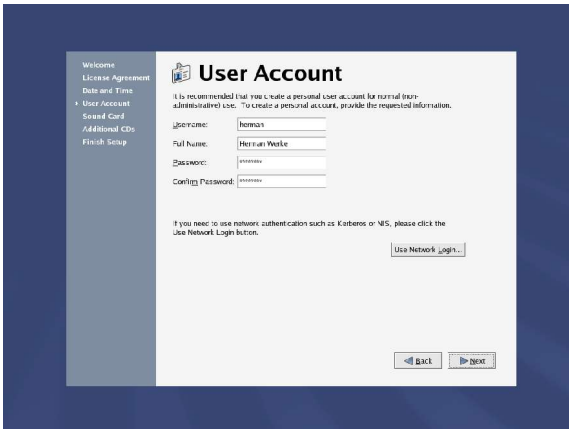 Welcome
License Agreement
Date and Time
User Account
Sound Card
Additional CDs
Finish Setup
User Account
It is recommended that you create a personal user account for normal (non-
administrative) use. To create a personal account, provide the requested information.
Username: herman
Full Name: Herman Werke
Password: ********
Confirm Password: ********
If you need to use network authentication such as Kerberos or NIS, please click the
Use Network Login button.
Use Network Login...
Back
Next